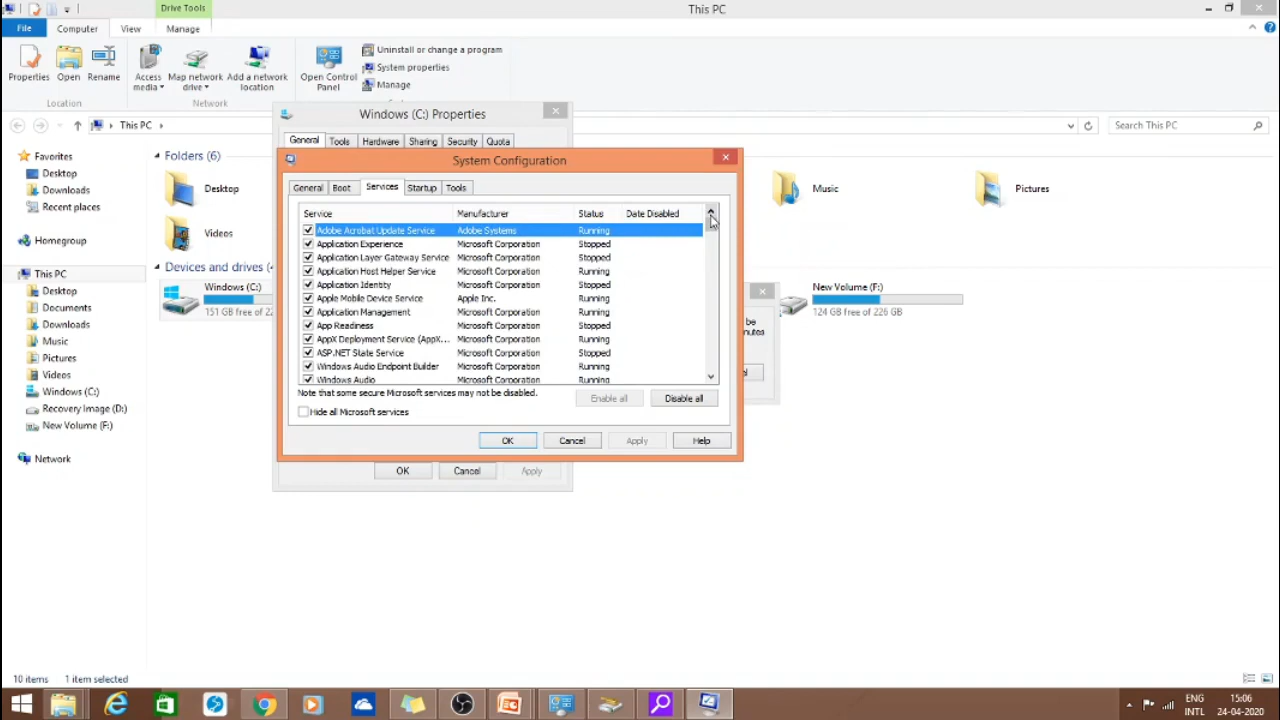 Drive Tools
This PC
File
Computer
View
Manage
Properties
Open
Rename
Access media
Map network drive
Add a network location
Open Control Panel
Uninstall or change a program
System properties
Manage
Location
Network
Windows (C:) Properties
This PC
Search This PC
General Tools Hardware Sharing Security Quota
Favorites
Desktop
Downloads
Recent places
Homegroup
This PC
Desktop
Documents
Downloads
Music
Pictures
Videos
Windows (C:)
Recovery Image (D:)
New Volume (F:)
Network
Folders (6)
Desktop
Music
Pictures
Videos
Devices and drives (
Windows (C:)
151 GB free of 22
New Volume (F:)
124 GB free of 226 GB
be
nutes
System Configuration
General Boot Services Startup Tools
Service Manufacturer Status Date Disabled
Adobe Acrobat Update Service Adobe Systems Running
Application Experience Microsoft Corporation Stopped
Application Layer Gateway Service Microsoft Corporation Stopped
Application Host Helper Service Microsoft Corporation Running
Application Identity Microsoft Corporation Stopped
Apple Mobile Device Service Apple Inc. Running
Application Management Microsoft Corporation Running
App Readiness Microsoft Corporation Stopped
AppX Deployment Service (AppX... Microsoft Corporation Running
ASP.NET State Service Microsoft Corporation Stopped
Windows Audio Endpoint Builder Microsoft Corporation Running
Windows Audio Microsoft Corporation Running
Note that some secure Microsoft services may not be disabled.
Enable all
Disable all
Hide all Microsoft services
OK Cancel Apply Help
OK Cancel Apply
10 items 1 item selected
ENG
INTL
15:06
24-04-2020